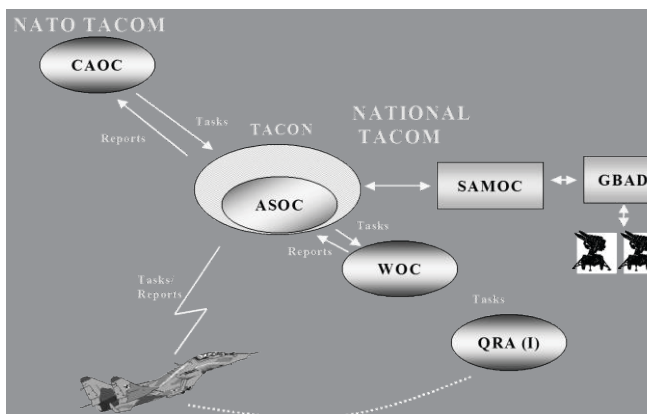 NATO TACOM
CAOC
Tasks
Reports
TACON
NATIONAL
TACOM
ASOC
SAMOC
GBAD
Tasks
Reports
WOC
Tasks/
Reports
Tasks
QRA (I)